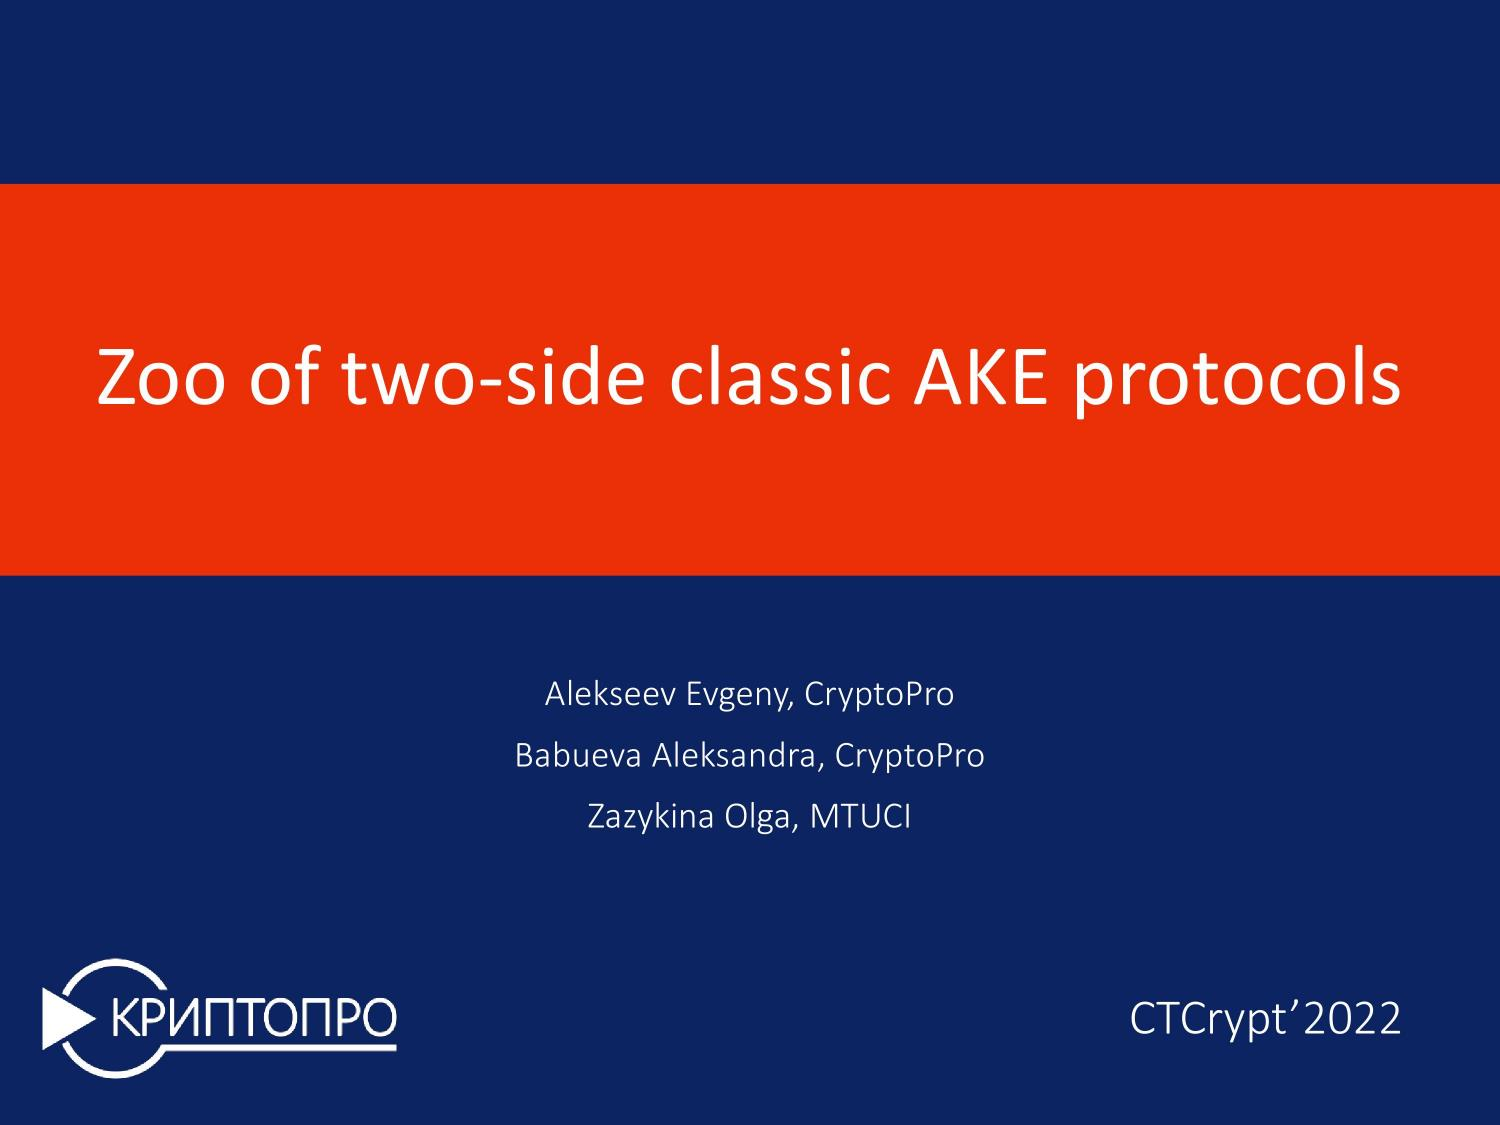 Zoo of two-side classic AKE protocols
Alekseev Evgeny, CryptoPro
Babueva Aleksandra, CryptoPro
Zazykina Olga, MTUCI
КРИПТОПРО
CTCrypt’2022